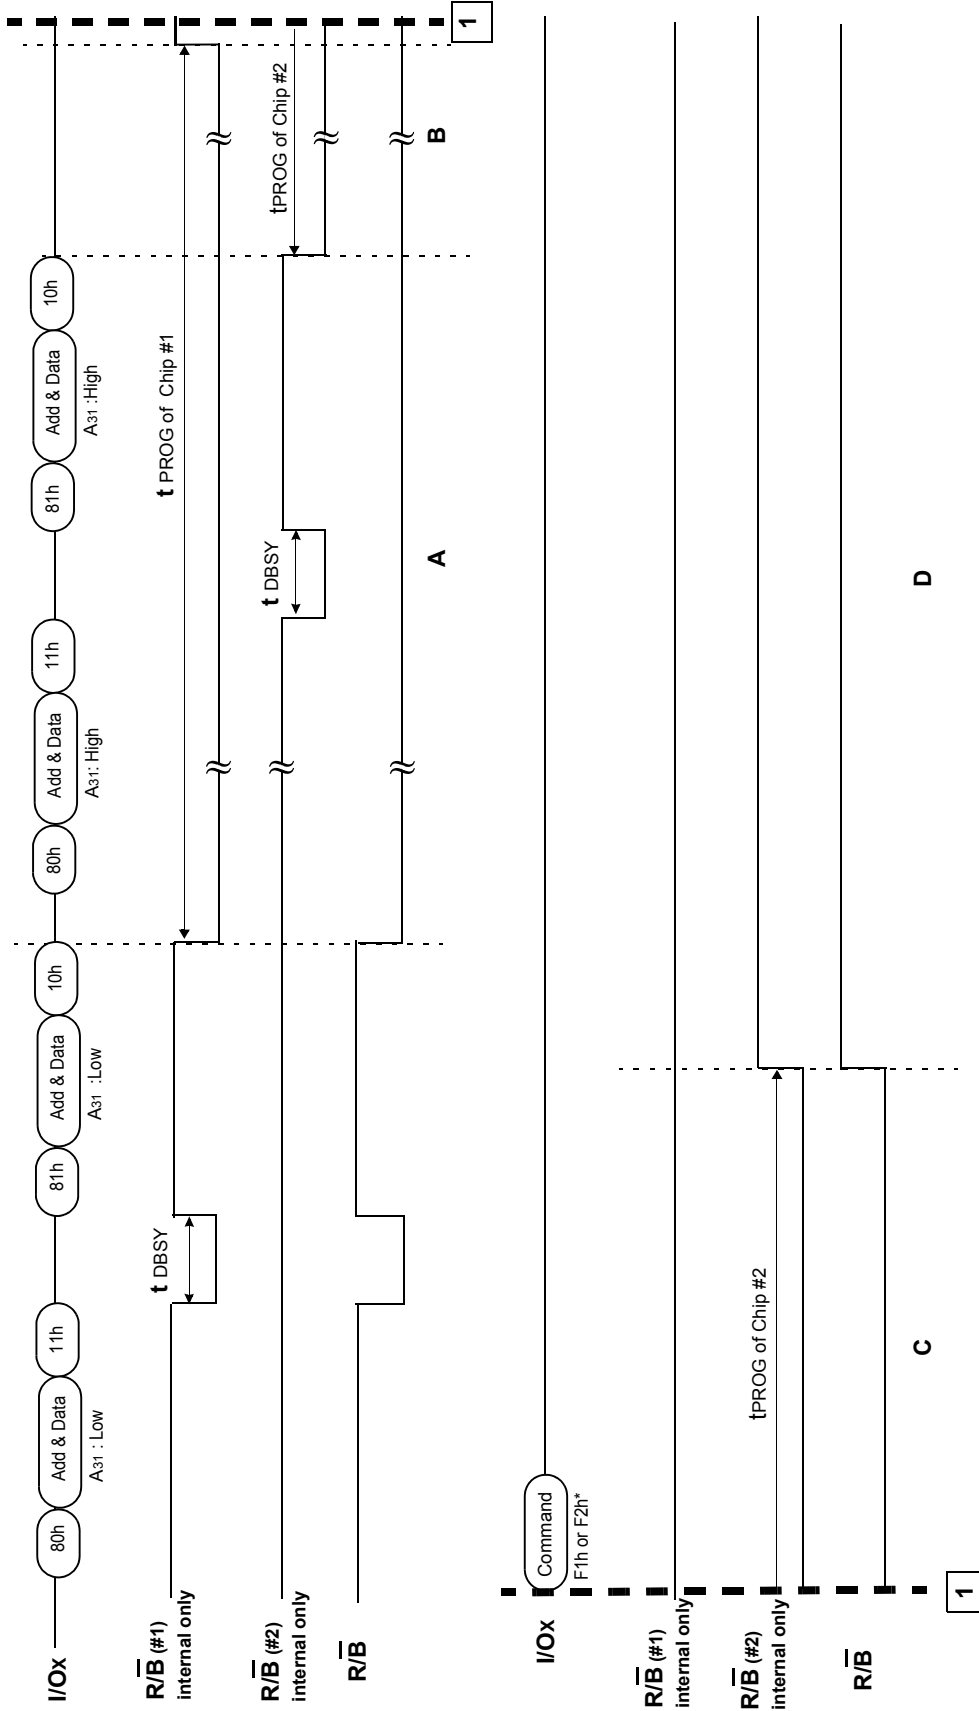 I/Ox
80h
Add & Data
11h
81h
Add & Data
10h
80h
Add & Data
11h
81h
Add & Data
10h
A31 : Low
A31 :Low
A31: High
A31 :High
R/B (#1)
internal only
t DBSY
t PROG of Chip #1
R/B (#2)
internal only
t DBSY
tPROG of Chip #2
R/B
A
B
1
I/Ox
Command
F1h or F2h*
R/B (#1)
internal only
R/B (#2)
internal only
tPROG of Chip #2
R/B
C
D
1